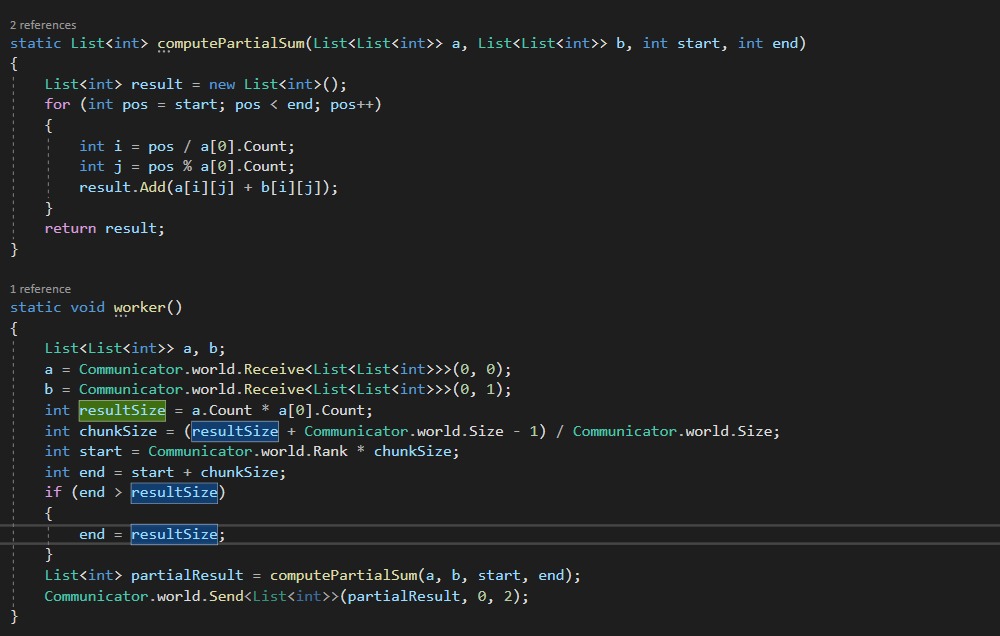 2 references
static List<int> computePartialSum(List<List<int>> a, List<List<int>> b, int start, int end)
{
    List<int> result = new List<int>();
    for (int pos = start; pos < end; pos++)
    {
        int i = pos / a[0].Count;
        int j = pos % a[0].Count;
        result.Add(a[i][j] + b[i][j]);
    }
    return result;
}
1 reference
static void worker()
{
    List<List<int>> a, b;
    a = Communicator.world.Receive<List<List<int>>>(0, 0);
    b = Communicator.world.Receive<List<List<int>>>(0, 1);
    int resultSize = a.Count * a[0].Count;
    int chunkSize = (resultSize + Communicator.world.Size - 1) / Communicator.world.Size;
    int start = Communicator.world.Rank * chunkSize;
    int end = start + chunkSize;
    if (end > resultSize)
    {
        end = resultSize;
    }
    List<int> partialResult = computePartialSum(a, b, start, end);
    Communicator.world.Send<List<int>>(partialResult, 0, 2);
}